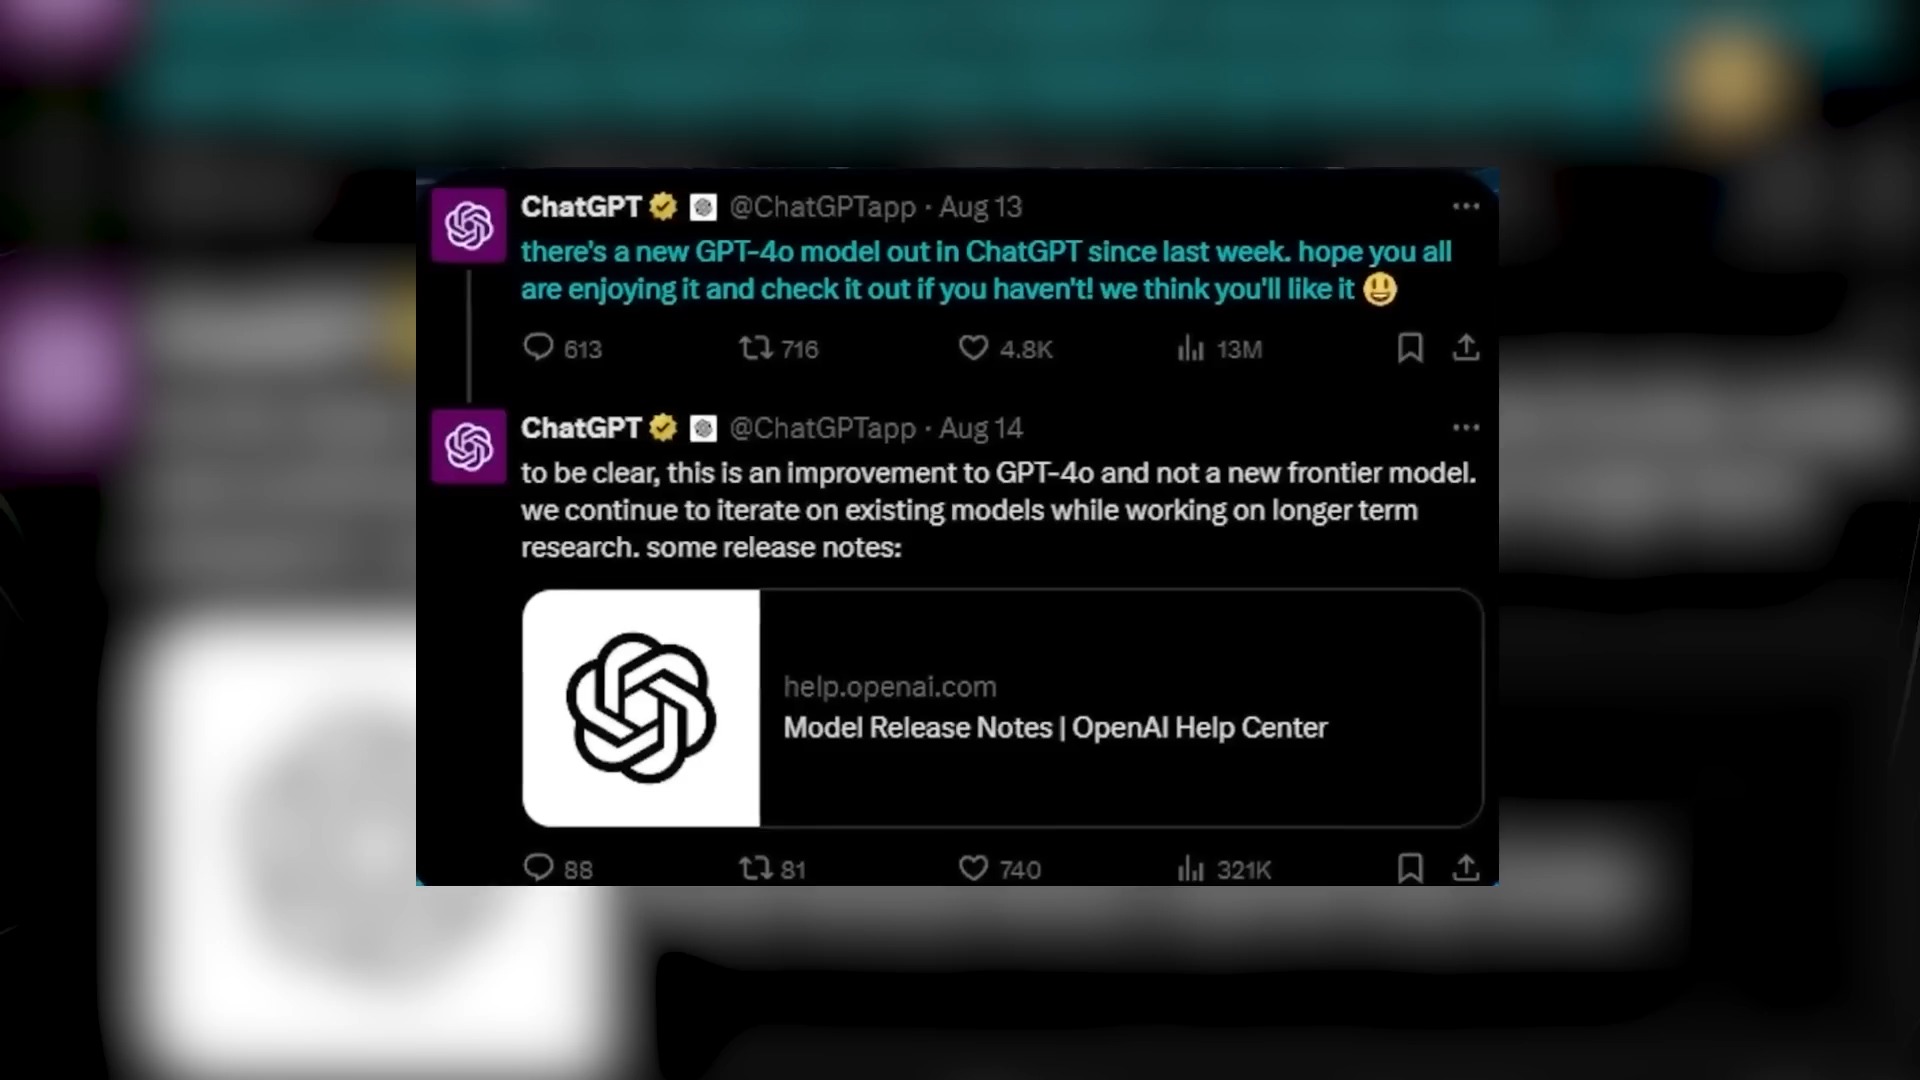 ChatGPT @ChatGPTapp · Aug 13
there's a new GPT-4o model out in ChatGPT since last week. hope you all
are enjoying it and check it out if you haven't! we think you'll like it 😃
613 716 4.8K 13M
ChatGPT @ChatGPTapp · Aug 14
to be clear, this is an improvement to GPT-4o and not a new frontier model.
we continue to iterate on existing models while working on longer term
research. some release notes:
help.openai.com
Model Release Notes | OpenAI Help Center
88 81 740 321K